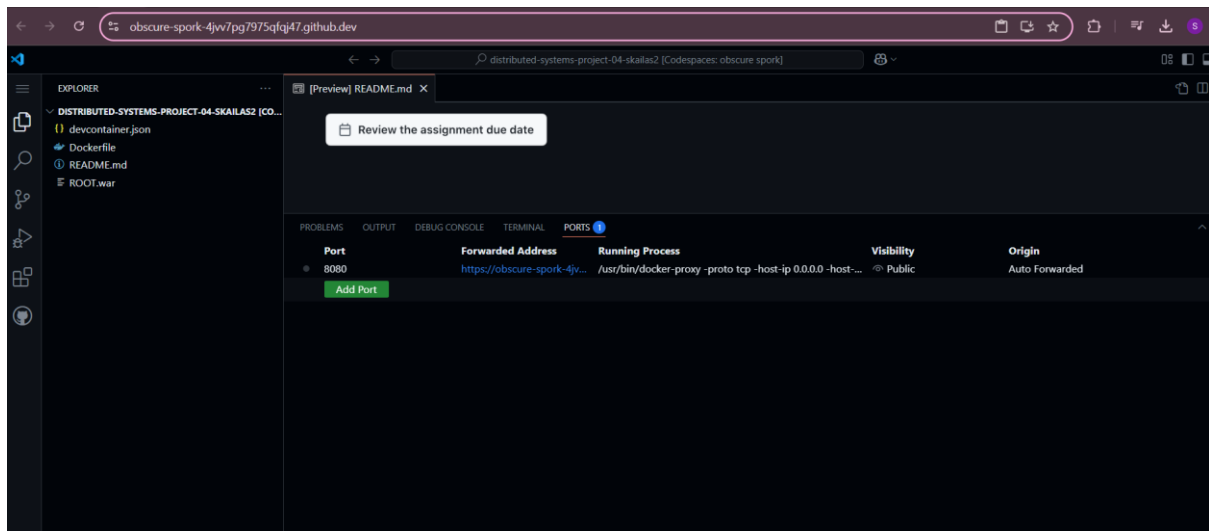 obscure-spork-4jvv7pg7975qfqj47.github.dev
S
distributed-systems-project-04-skailas2 [Codespaces: obscure spork]
EXPLORER
[Preview] README.md
DISTRIBUTED-SYSTEMS-PROJECT-04-SKAILAS2 [CO...
{} devcontainer.json
Dockerfile
README.md
ROOT.war
Review the assignment due date
PROBLEMS OUTPUT DEBUG CONSOLE TERMINAL PORTS 1
Port Forwarded Address Running Process Visibility Origin
8080 https://obscure-spork-4jv... /usr/bin/docker-proxy -proto tcp -host-ip 0.0.0.0 -host-... Public Auto Forwarded
Add Port